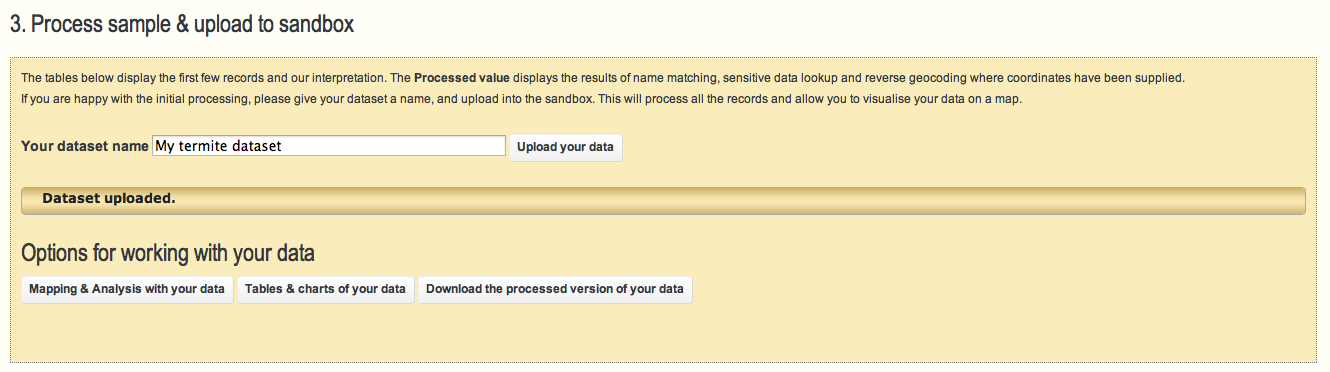 3. Process sample & upload to sandbox
The tables below display the first few records and our interpretation. The Processed value displays the results of name matching, sensitive data lookup and reverse geocoding where coordinates have been supplied.
If you are happy with the initial processing, please give your dataset a name, and upload into the sandbox. This will process all the records and allow you to visualise your data on a map.
Your dataset name My termite dataset Upload your data
Dataset uploaded.
Options for working with your data
Mapping & Analysis with your data Tables & charts of your data Download the processed version of your data